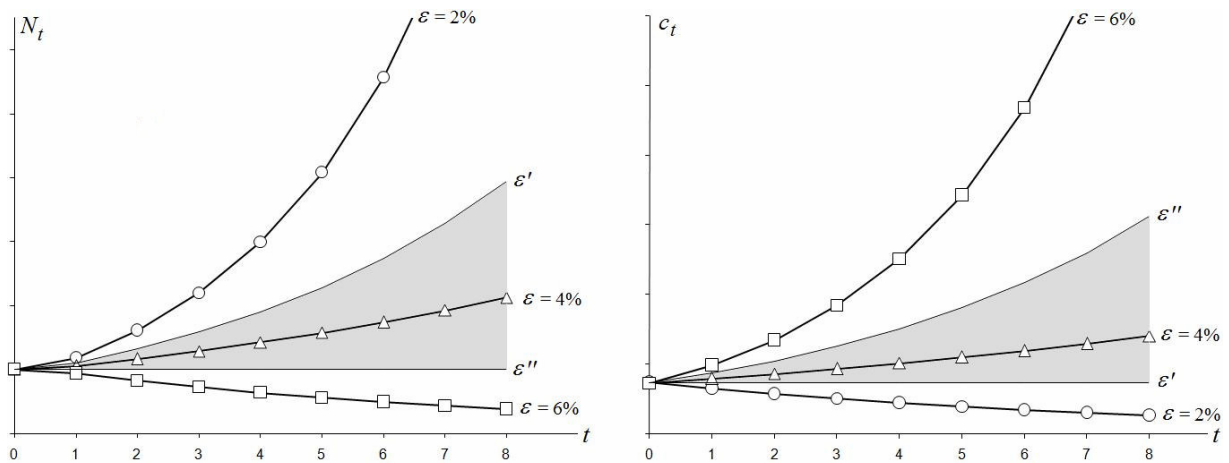 N_t
ε = 2%
ε'
ε = 4%
ε''
ε = 6%
t
0 1 2 3 4 5 6 7 8
c_t
ε = 6%
ε''
ε = 4%
ε'
ε = 2%
t
0 1 2 3 4 5 6 7 8